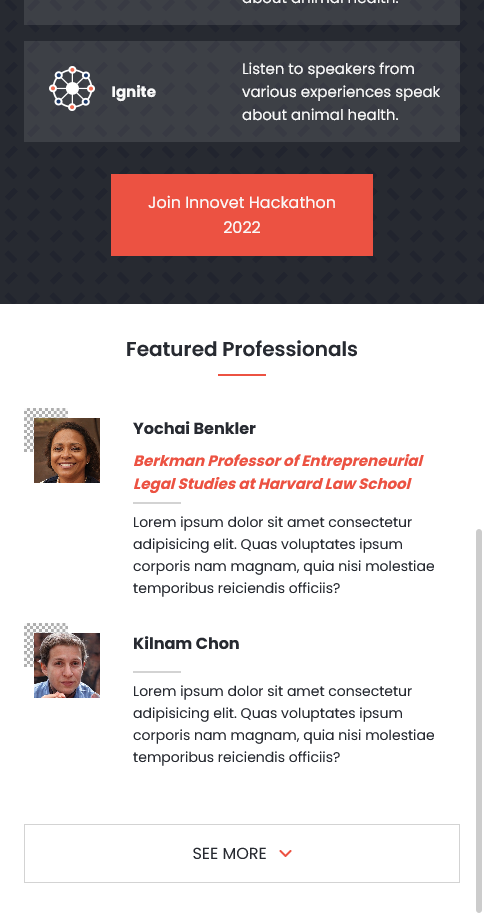 about animal health.
Ignite
Listen to speakers from
various experiences speak
about animal health.
Join Innovet Hackathon
2022
Featured Professionals
Yochai Benkler
Berkman Professor of Entrepreneurial
Legal Studies at Harvard Law School
Lorem ipsum dolor sit amet consectetur
adipisicing elit. Quas voluptates ipsum
corporis nam magnam, quia nisi molestiae
temporibus reiciendis officiis?
Kilnam Chon
Lorem ipsum dolor sit amet consectetur
adipisicing elit. Quas voluptates ipsum
corporis nam magnam, quia nisi molestiae
temporibus reiciendis officiis?
SEE MORE